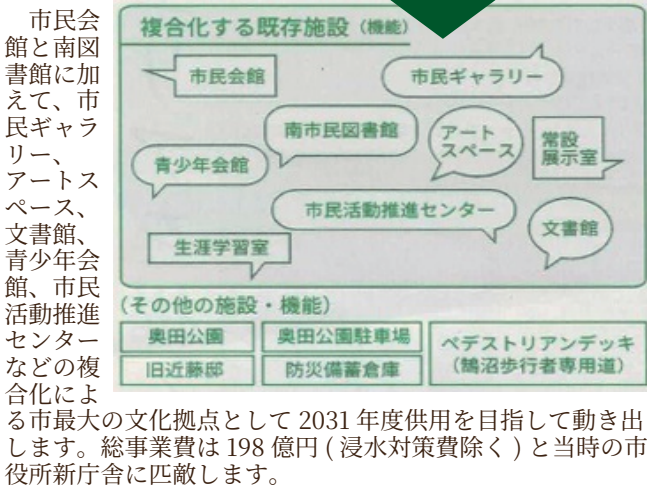 市民会
館と南図
書館に加
えて、市
民ギャラ
リー、
アートス
ペース、
文書館、
青少年会
館、市民
活動推進
センター
などの複
合化によ
る市最大の文化拠点として 2031 年度供用を目指して動き出
します。総事業費は 198 億円 ( 浸水対策費除く ) と当時の市
役所新庁舎に匹敵します。
複合化する既存施設（機能）
市民会館
市民ギャラリー
南市民図書館
アート
スペース
常設
展示室
青少年会館
市民活動推進センター
文書館
生涯学習室
（その他の施設・機能）
奥田公園
奥田公園駐車場
ペデストリアンデッキ
（鵠沼歩行者専用道）
旧近藤邸
防災備蓄倉庫